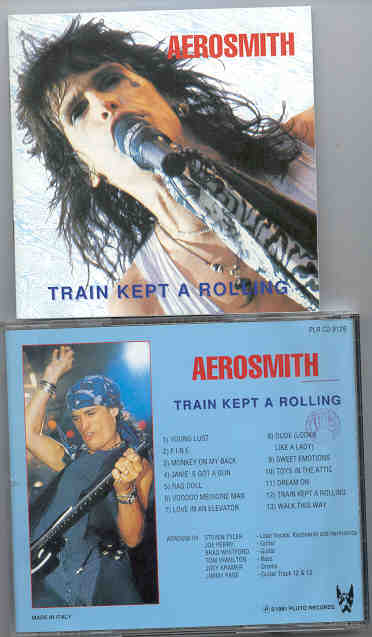 AEROSMITH
TRAIN KEPT A ROLLING
PLR CD 9126
AEROSMITH
TRAIN KEPT A ROLLING
1) YOUNG LUST
2) F.I.N.E.
3) MONKEY ON MY BACK
4) JANIE' S GOT A GUN
5) RAG DOLL
6) VOODOO MEDICINE MAN
7) LOVE IN AN ELEVATOR
8) DUDE (LOOKS
LIKE A LADY)
9) SWEET EMOTIONS
10) TOYS IN THE ATTIC
11) DREAM ON
12) TRAIN KEPT A ROLLING
13) WALK THIS WAY
AEROSMITH : STEVEN TYLER - Lead Vocals, Keyboards and Harmonica
JOE PERRY - Guitar
BRAD WHITFORD - Guitar
TOM HAMILTON - Bass
JOEY KRAMER - Drums
JIMMY PAGE - Guitar Track 12 & 13
MADE IN ITALY
℗ ©1991 PLUTO RECORDS